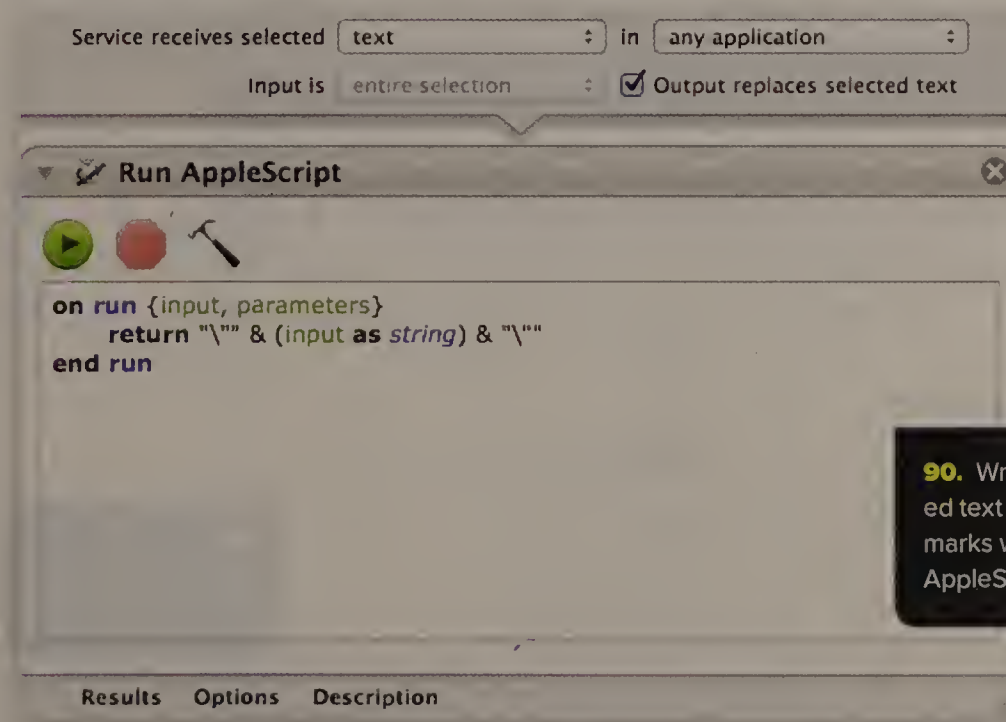 Service receives selected text in any application
Input is entire selection Output replaces selected text
Run AppleScript
on run {input, parameters}
return "\"" & (input as string) & "\""
end run
90. Wr
ed text
marks w
AppleS
Results Options Description